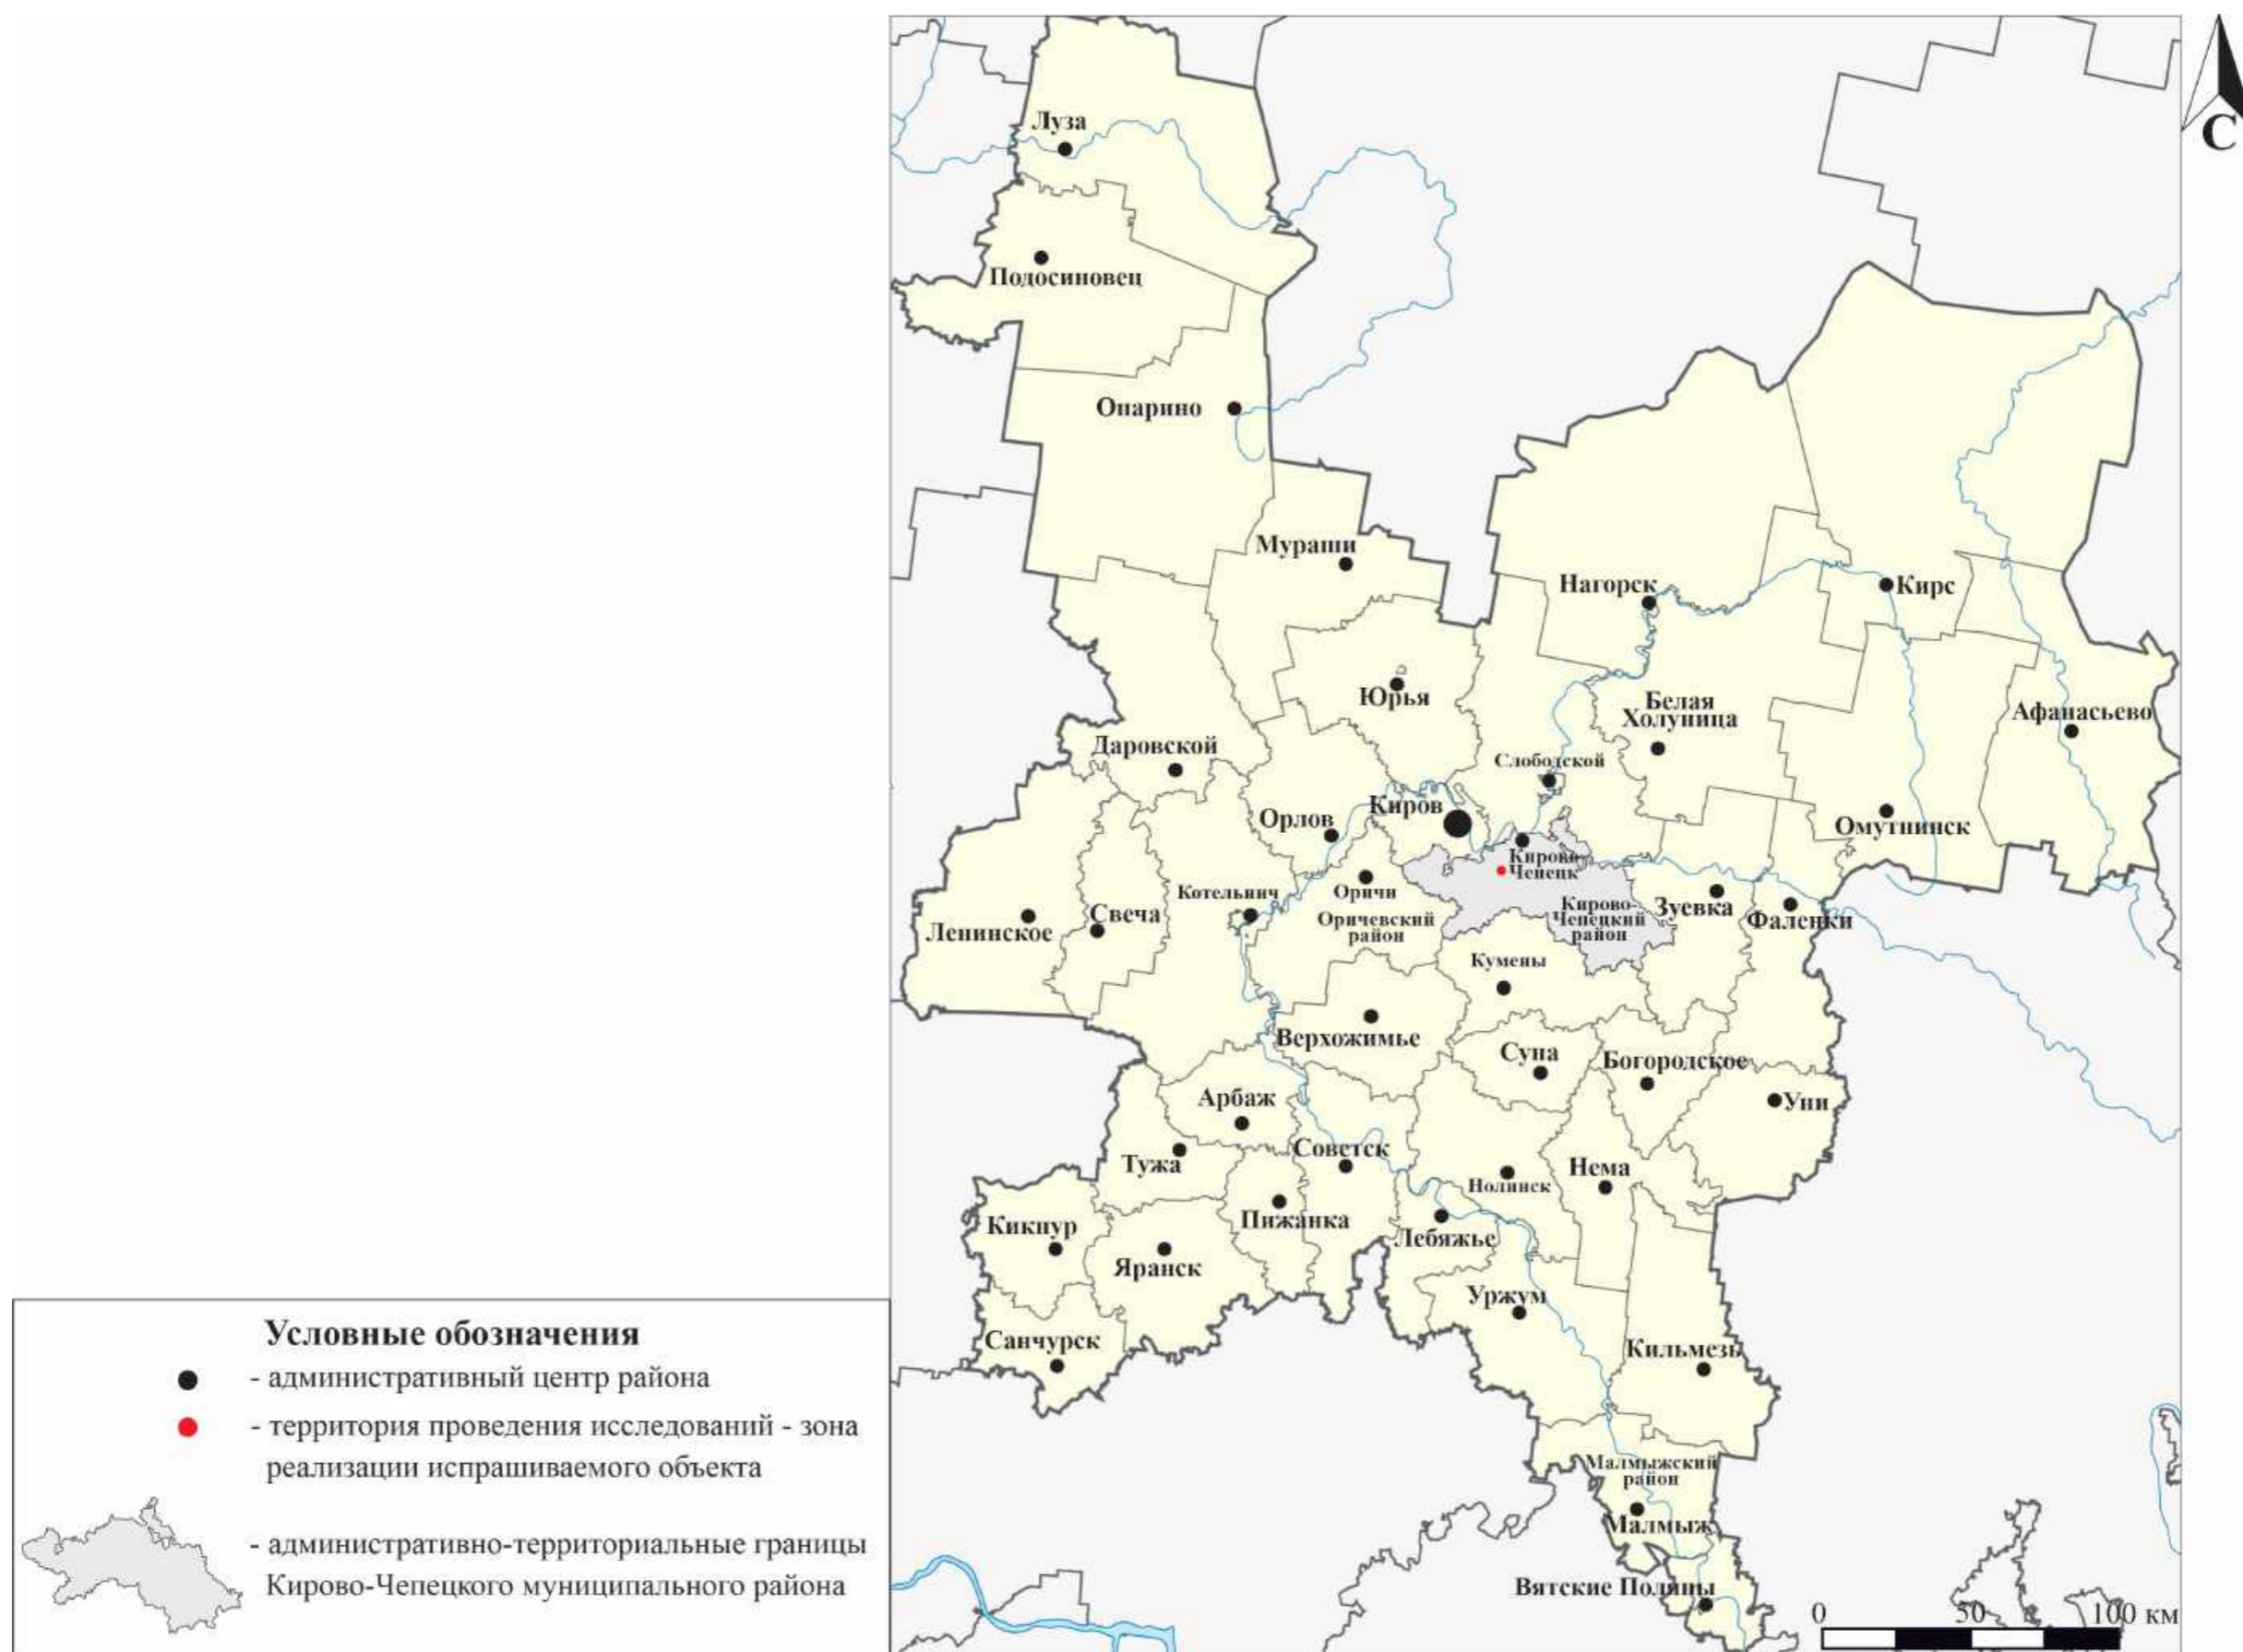 С
Луза
Подосиновец
Опарино
Мураши
Нагорск
Кирс
Юрья
Белая
Холуница
Афанасьево
Даровской
Слободской
Киров
Орлов
Омутнинск
Кирово-
Чепецк
Котельнич
Оричи
Свеча
Кирово-
Чепецкий
район
Зуевка
Оричевский
район
Фаленки
Ленинское
Кумены
Верхожимье
Суна
Богородское
Арбаж
Уни
Советск
Тужа
Нема
Нолинск
Кикнур
Пижанка
Лебяжье
Яранск
Уржум
Санчурск
Кильмезь
Малмыжский
район
Малмыж
Вятские Поляны
0 50 100 км
Условные обозначения
- административный центр района
- территория проведения исследований - зона
реализации испрашиваемого объекта
- административно-территориальные границы
Кирово-Чепецкого муниципального района